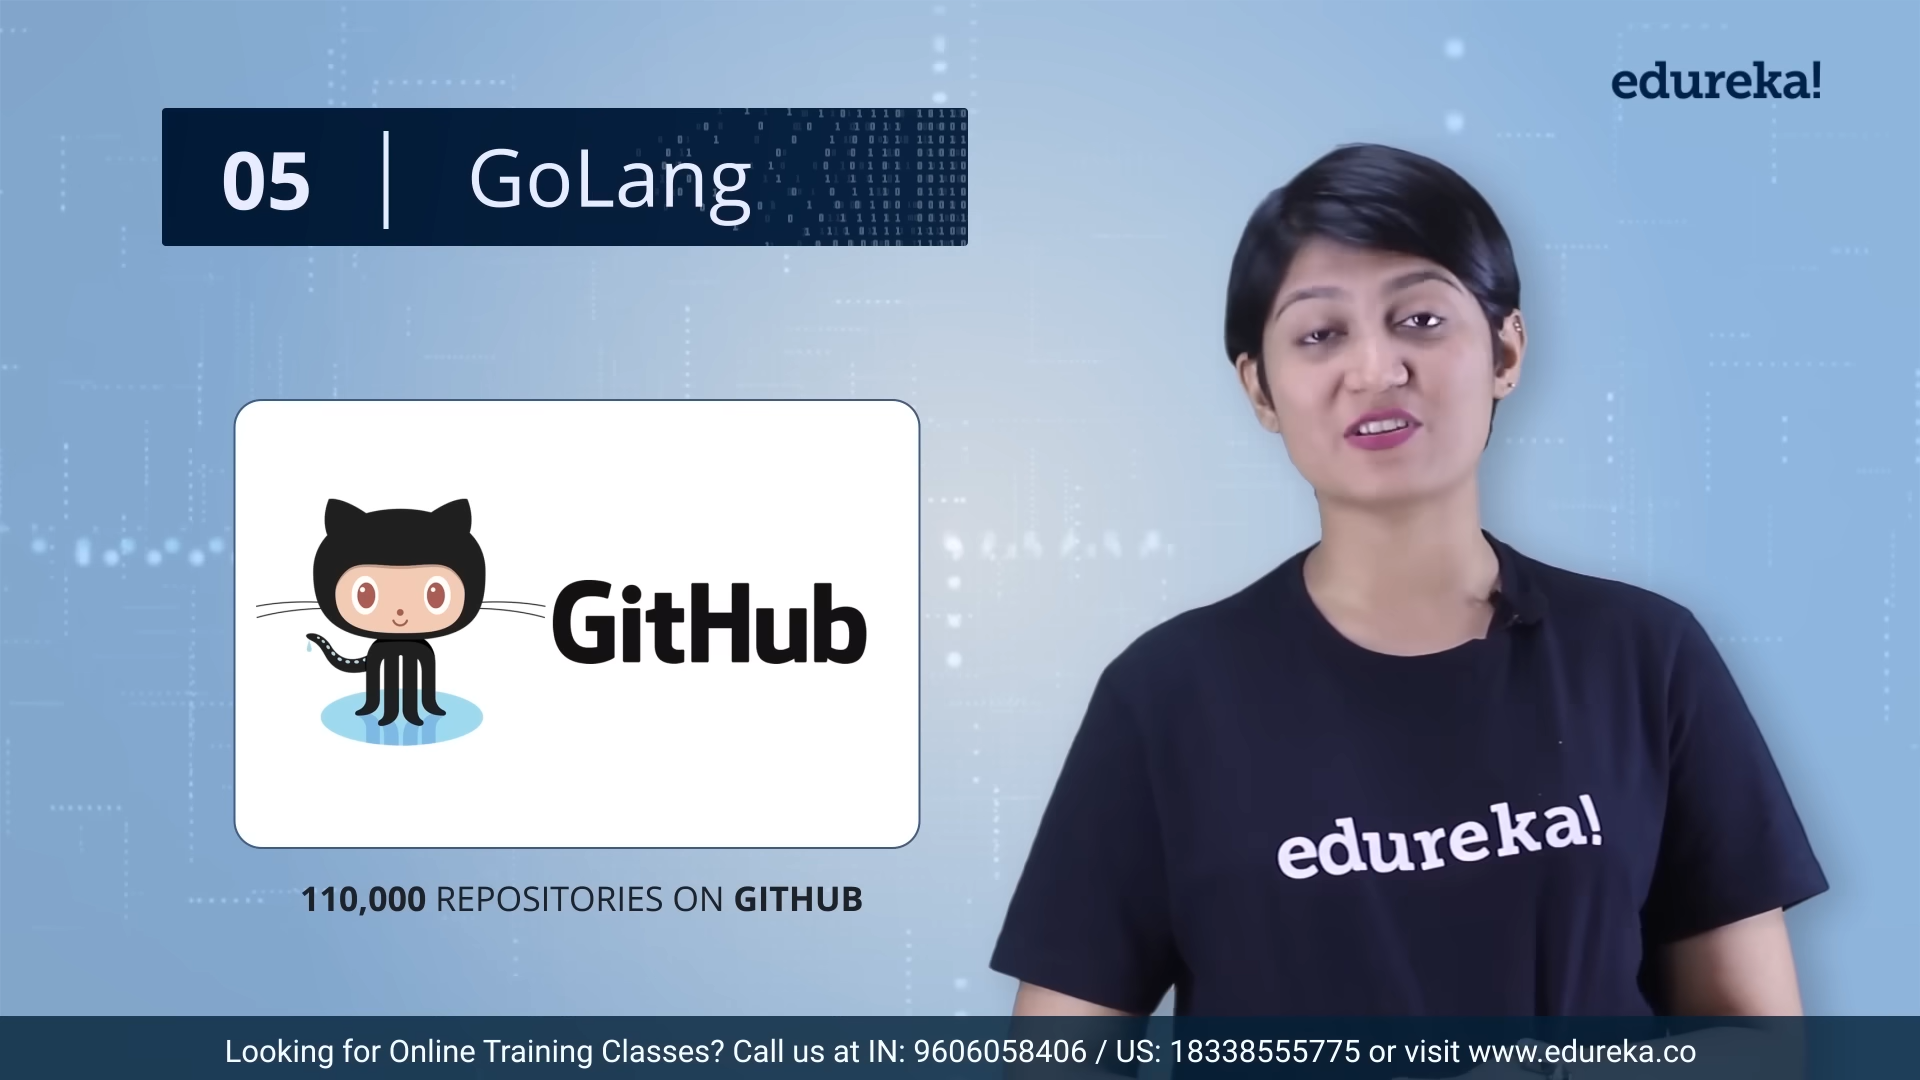 edureka!
05 | GoLang
GitHub
110,000 REPOSITORIES ON GITHUB
edureka!
Looking for Online Training Classes? Call us at IN: 9606058406 / US: 18338555775 or visit www.edureka.co